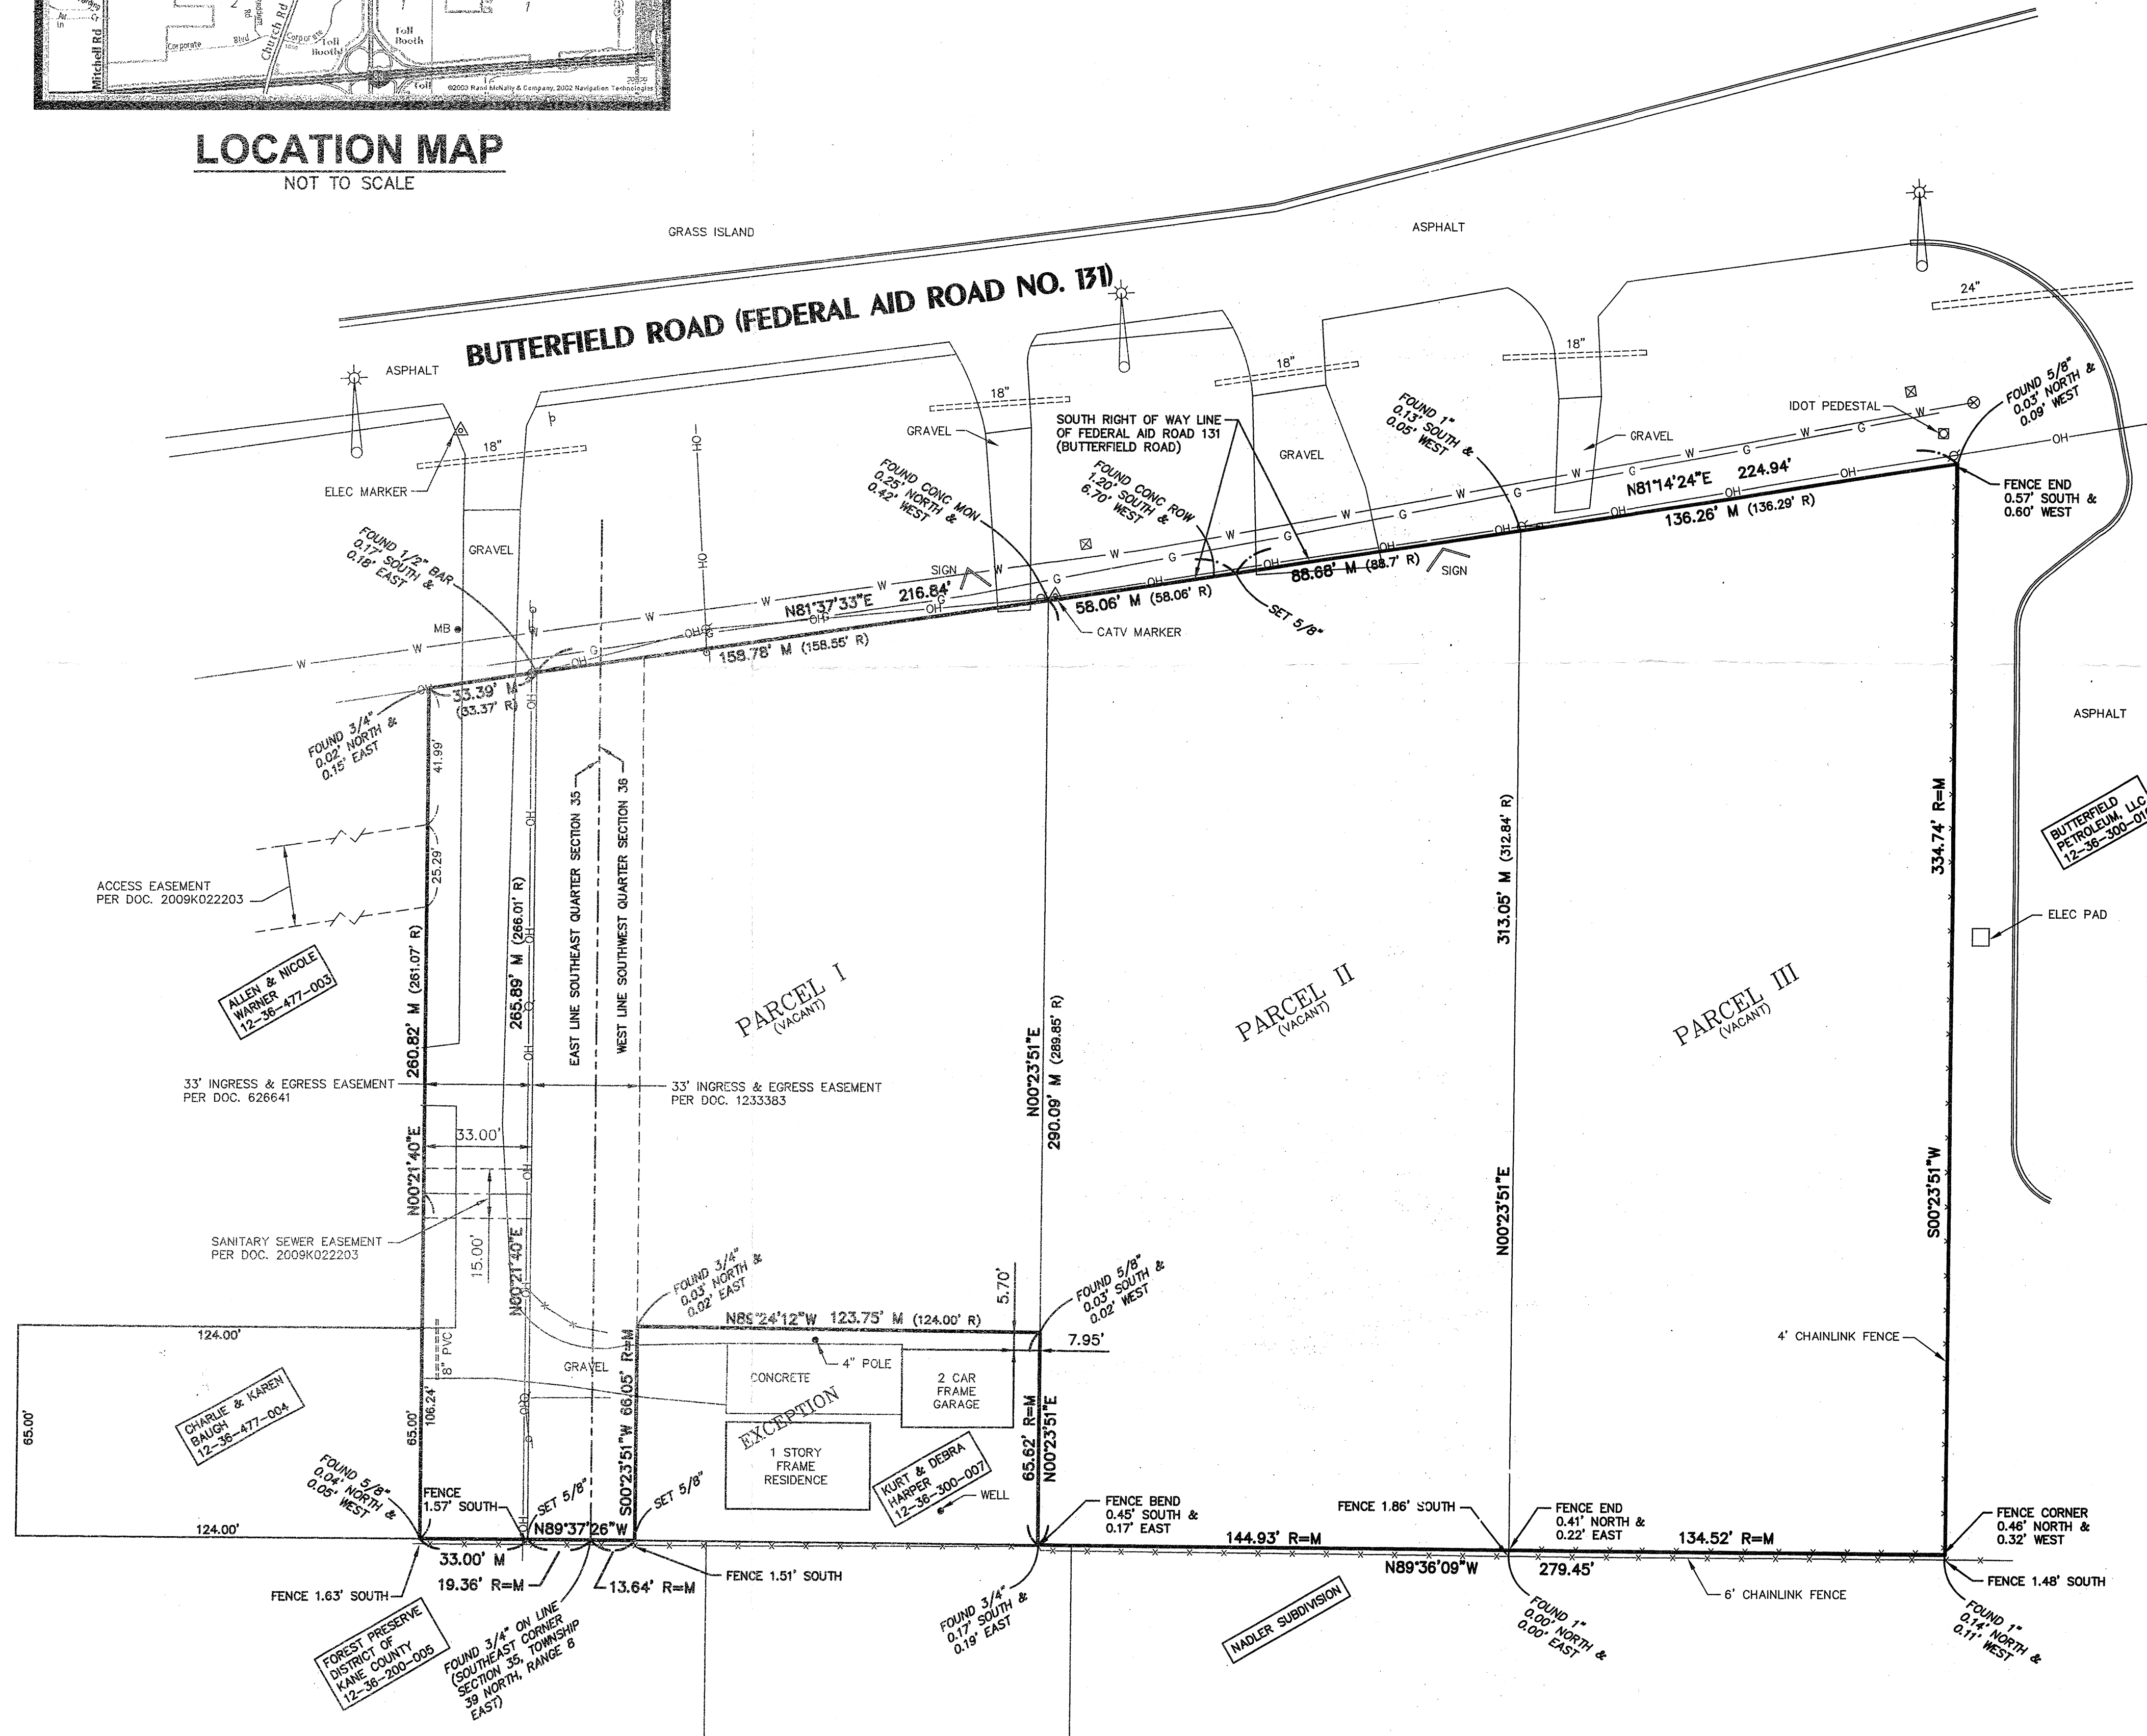 Mitchell Rd
Church Rd
Corporate
Blvd
Corporate
Toll
Booth
Toll
Booth
2
1
1
Toll
©2003 Rand McNally & Company, 2002 Navigation Technologies
LOCATION MAP
NOT TO SCALE
GRASS ISLAND
ASPHALT
BUTTERFIELD ROAD (FEDERAL AID ROAD NO. 131)
ASPHALT
24"
18"
18"
18"
18"
ELEC MARKER
GRAVEL
GRAVEL
GRAVEL
GRAVEL
SOUTH RIGHT OF WAY LINE
OF FEDERAL AID ROAD 131
(BUTTERFIELD ROAD)
IDOT PEDESTAL
FOUND 5/8"
0.03' NORTH &
0.09' WEST
FOUND 1"
0.13' SOUTH &
0.05' WEST
FOUND CONC ROW
1.20' SOUTH &
6.70' WEST
FOUND CONC MON
0.25' NORTH &
0.42' WEST
FOUND 1/2" BAR
0.17' SOUTH &
0.18' EAST
FENCE END
0.57' SOUTH &
0.60' WEST
N81°14'24"E 224.94'
136.26' M (136.29' R)
88.68' M (88.7' R)
SIGN
SIGN
58.06' M (58.06' R)
SET 5/8"
CATV MARKER
N81°37'33"E 216.84'
158.78' M (158.55' R)
MB
33.39' M
(33.37' R)
FOUND 3/4"
0.02' NORTH &
0.15' EAST
41.99'
25.29'
ASPHALT
ACCESS EASEMENT
PER DOC. 2009K022203
ALLEN & NICOLE
WARNER
12-36-477-003
260.82' M (261.07' R)
N00°21'40"E
265.89' M (266.01' R)
N00°21'40"E
EAST LINE SOUTHEAST QUARTER SECTION 35
WEST LINE SOUTHWEST QUARTER SECTION 36
PARCEL I
(VACANT)
N00°23'51"E
290.09' M (289.85' R)
PARCEL II
(VACANT)
313.05' M (312.84' R)
N00°23'51"E
PARCEL III
(VACANT)
334.74' R=M
S00°23'51"W
BUTTERFIELD
PETROLEUM, LLC
ELEC PAD
33' INGRESS & EGRESS EASEMENT
PER DOC. 626641
33' INGRESS & EGRESS EASEMENT
PER DOC. 1233383
33.00'
15.00'
SANITARY SEWER EASEMENT
PER DOC. 2009K022203
FOUND 3/4"
0.03' NORTH &
0.02' EAST
N89°24'12"W 123.75' M (124.00' R)
5.70'
FOUND 5/8"
0.03' SOUTH &
0.02' WEST
7.95'
4' CHAINLINK FENCE
124.00'
8" PVC
GRAVEL
4" POLE
CONCRETE
2 CAR
FRAME
GARAGE
EXCEPTION
1 STORY
FRAME
RESIDENCE
65.00'
CHARLIE & KAREN
BAUGH
12-36-477-004
65.00'
106.24'
S00°23'51"W 66.05' R=M
65.62' R=M
N00°23'51"E
KURT & DEBRA
HARPER
12-36-300-007
WELL
FOUND 5/8"
0.04' NORTH &
0.05' WEST
FENCE
1.57' SOUTH
SET 5/8"
SET 5/8"
124.00'
N89°37'26"W
33.00' M
19.36' R=M
13.64' R=M
FENCE 1.63' SOUTH
FENCE 1.51' SOUTH
FENCE BEND
0.45' SOUTH &
0.17' EAST
144.93' R=M
FENCE 1.86' SOUTH
FENCE END
0.41' NORTH &
0.22' EAST
134.52' R=M
FENCE CORNER
0.46' NORTH &
0.32' WEST
N89°36'09"W 279.45'
6' CHAINLINK FENCE
FENCE 1.48' SOUTH
FOREST PRESERVE
DISTRICT OF
KANE COUNTY
12-36-200-005
FOUND 3/4" ON LINE
(SOUTHEAST CORNER
SECTION 35, TOWNSHIP
39 NORTH, RANGE 8
EAST)
FOUND 3/4"
0.17' SOUTH &
0.19' EAST
NADLER SUBDIVISION
FOUND 1"
0.00' NORTH &
0.00' EAST
FOUND 1"
0.14' NORTH &
0.11' WEST